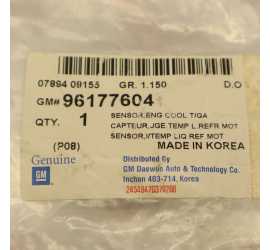 07894 09155 GR. 1.150 D.O
GM# 96177604
QTY. 1
SENSOR,ENG COOL T/GA
CAPTEUR,JGE TEMP L.REFR MOT
SENSOR,I/TEMP LIQ REF.MOT
(P08) MADE IN KOREA
Genuine
GM
Distributed By
GM Daewoo Auto & Technology Co.
Incheon 403-714, Korea